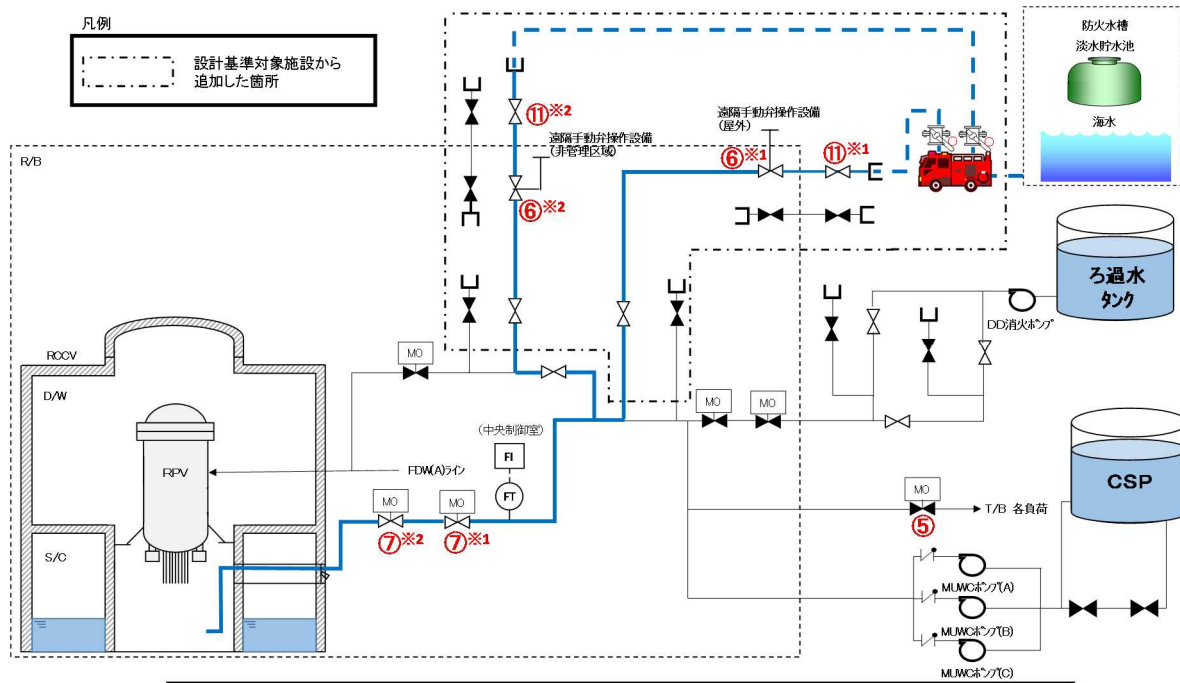 凡例
設計基準対象施設から
追加した箇所
防火水槽
淡水貯水池
海水
⑪※2
遠隔手動弁操作設備
(非管理区域)
⑥※2
遠隔手動弁操作設備
(屋外)
⑥※1
⑪※1
R/B
ろ過水
タンク
DD消火ポンプ
RCCV
D/W
MO
MO
MO
(中央制御室)
FI
FT
RPV
FDW(A)ライン
CSP
MO
T/B 各負荷
⑤
MO
MO
⑦※2
⑦※1
S/C
MUWCポンプ(A)
MUWCポンプ(B)
MUWCポンプ(C)